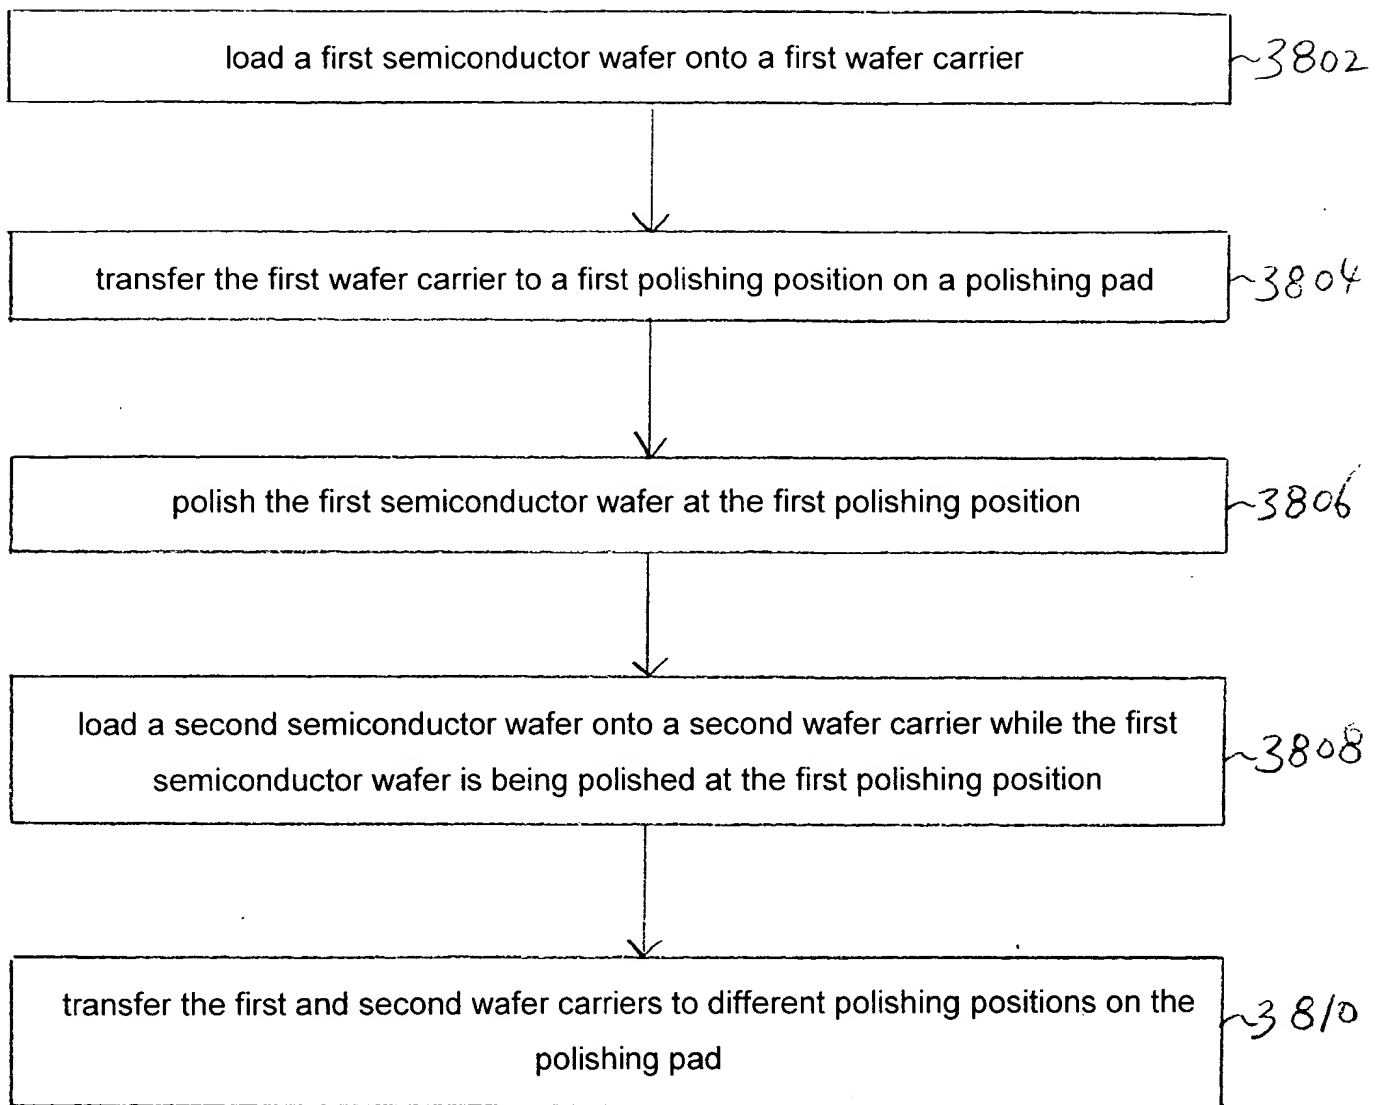 load a first semiconductor wafer onto a first wafer carrier ~3802
transfer the first wafer carrier to a first polishing position on a polishing pad ~3804
polish the first semiconductor wafer at the first polishing position ~3806
load a second semiconductor wafer onto a second wafer carrier while the first
semiconductor wafer is being polished at the first polishing position ~3808
transfer the first and second wafer carriers to different polishing positions on the ~3810
polishing pad